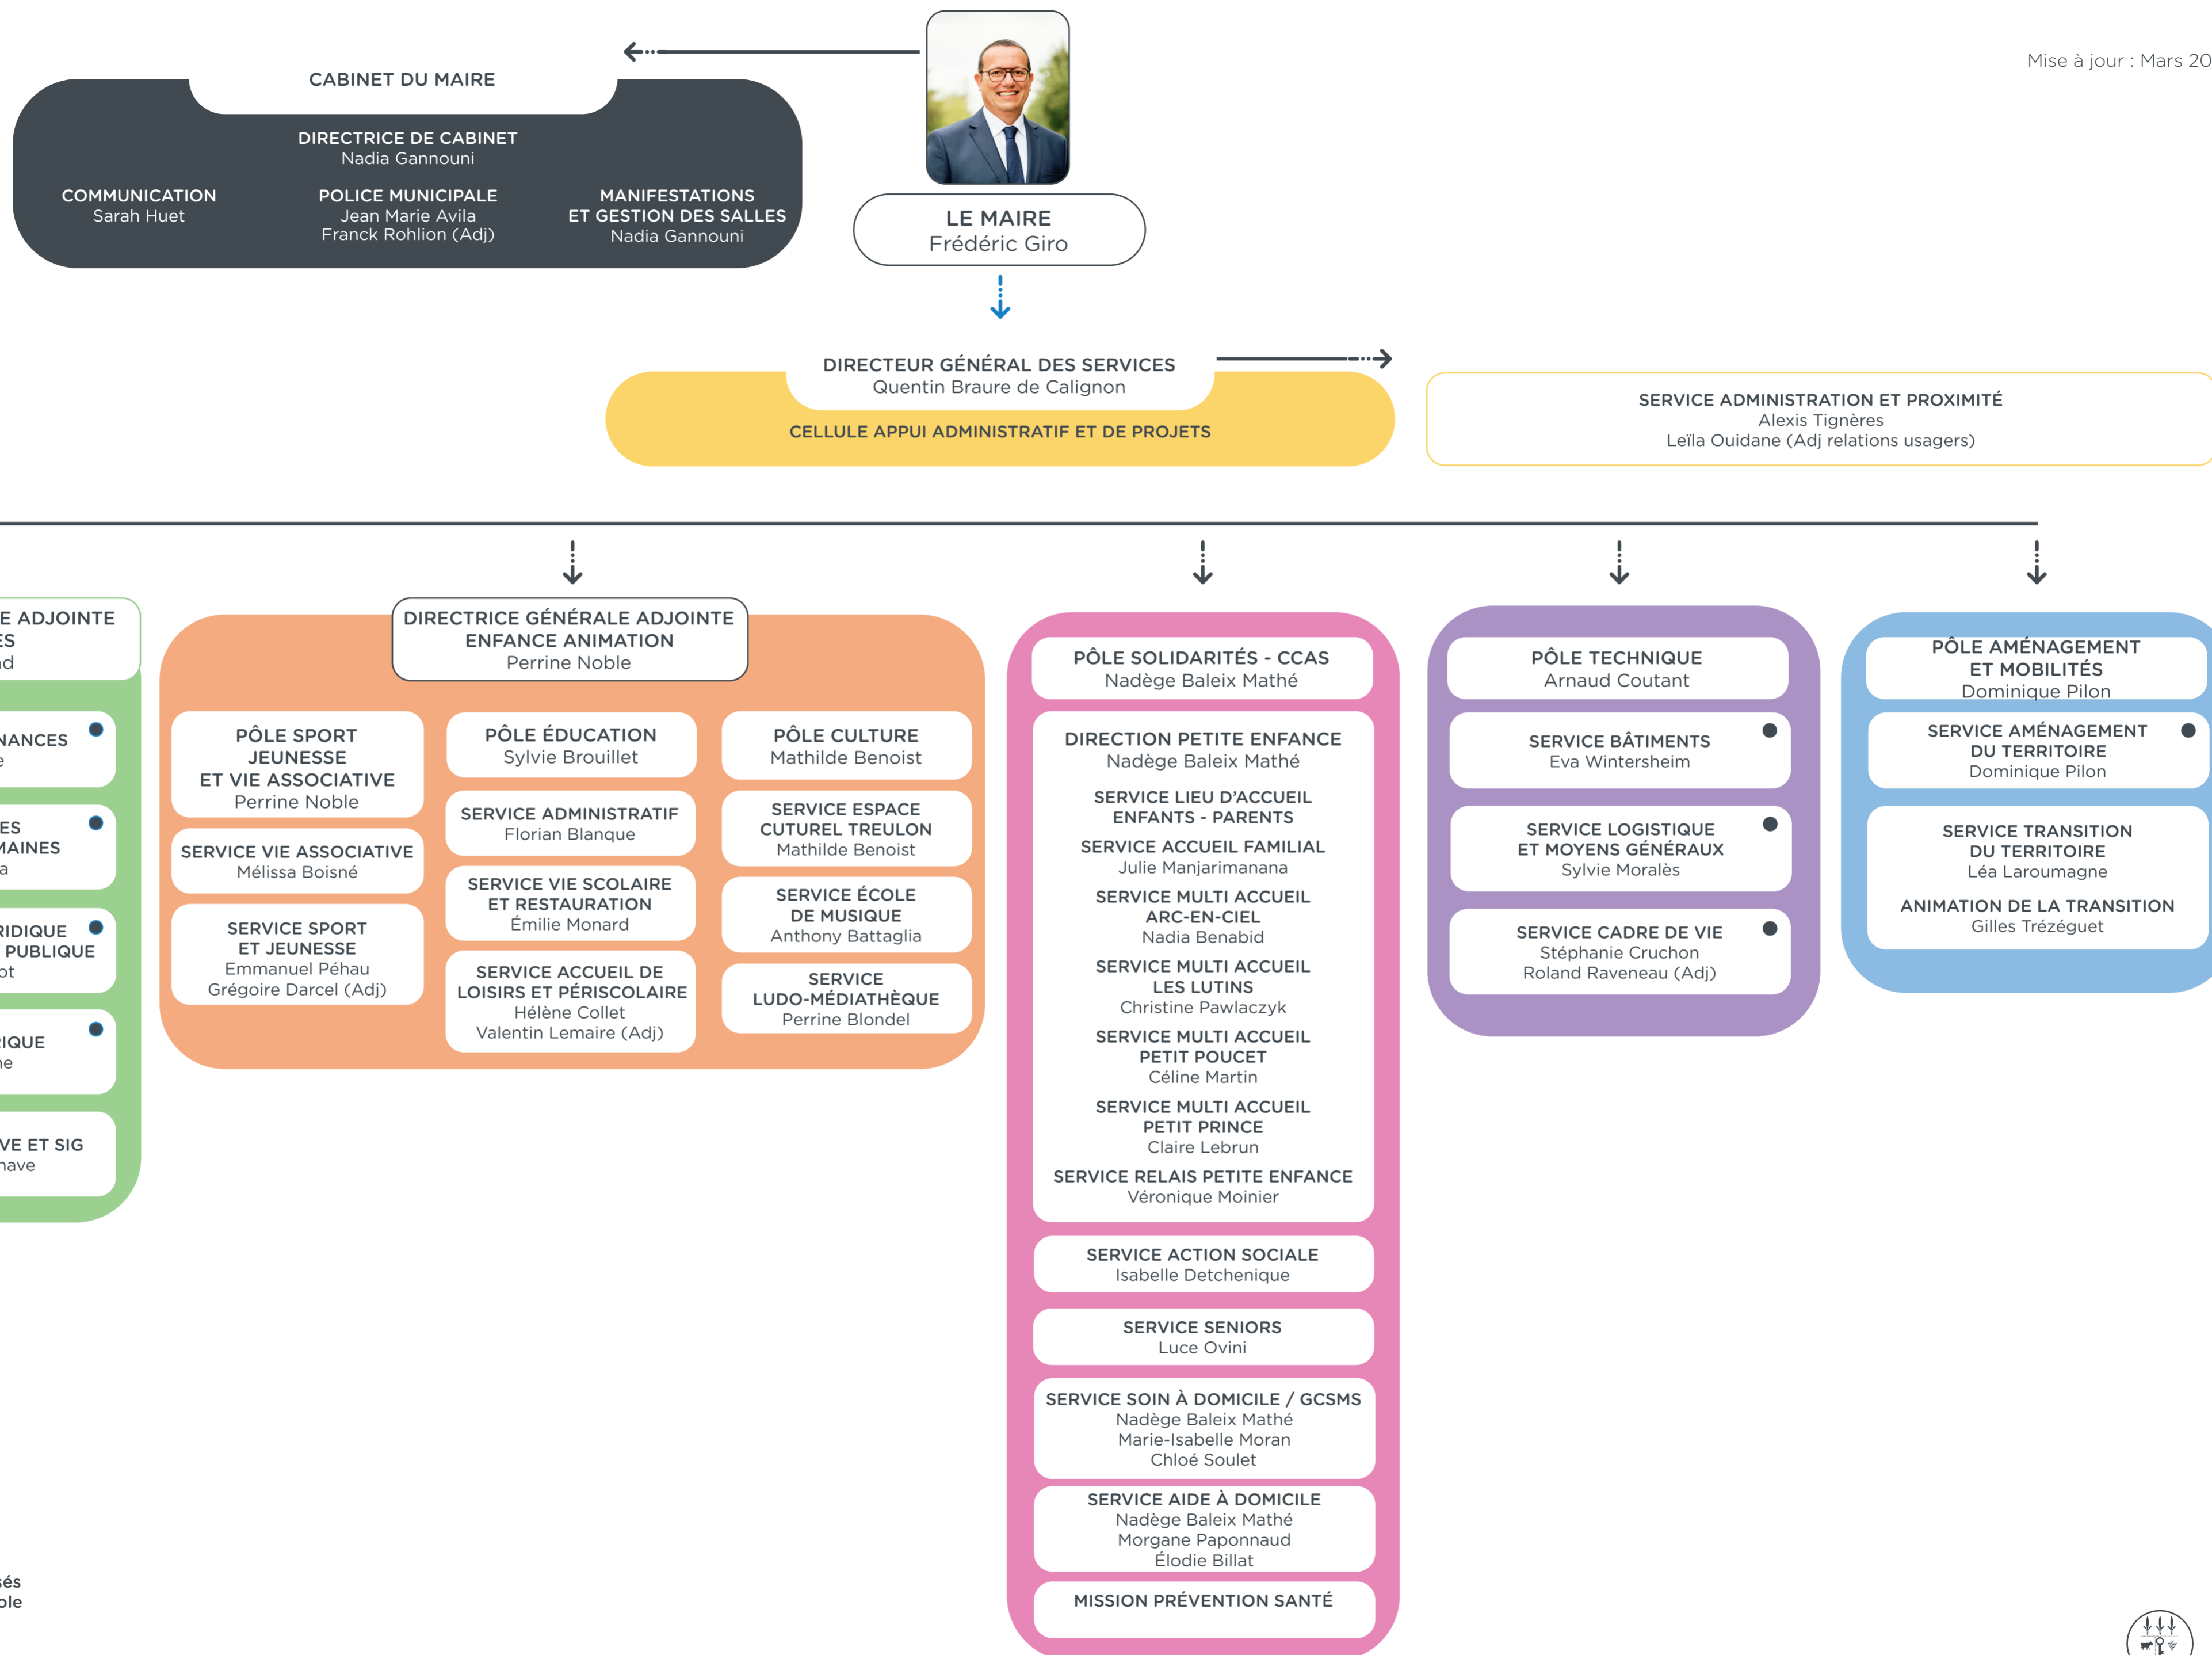 Mise à jour : Mars 20
CABINET DU MAIRE
DIRECTRICE DE CABINET
Nadia Gannouni
COMMUNICATION
Sarah Huet
POLICE MUNICIPALE
Jean Marie Avila
Franck Rohlion (Adj)
MANIFESTATIONS
ET GESTION DES SALLES
Nadia Gannouni
LE MAIRE
Frédéric Giro
DIRECTEUR GÉNÉRAL DES SERVICES
Quentin Braure de Calignon
CELLULE APPUI ADMINISTRATIF ET DE PROJETS
SERVICE ADMINISTRATION ET PROXIMITÉ
Alexis Tignères
Leïla Ouidane (Adj relations usagers)
E ADJOINTE
ES
d
NANCES
e
ES
MAINES
a
RIDIQUE
PUBLIQUE
ot
IQUE
ne
VE ET SIG
nave
DIRECTRICE GÉNÉRALE ADJOINTE
ENFANCE ANIMATION
Perrine Noble
PÔLE SPORT
JEUNESSE
ET VIE ASSOCIATIVE
Perrine Noble
SERVICE VIE ASSOCIATIVE
Mélissa Boisné
SERVICE SPORT
ET JEUNESSE
Emmanuel Péhau
Grégoire Darcel (Adj)
PÔLE ÉDUCATION
Sylvie Brouillet
SERVICE ADMINISTRATIF
Florian Blanque
SERVICE VIE SCOLAIRE
ET RESTAURATION
Émilie Monard
SERVICE ACCUEIL DE
LOISIRS ET PÉRISCOLAIRE
Hélène Collet
Valentin Lemaire (Adj)
PÔLE CULTURE
Mathilde Benoist
SERVICE ESPACE
CUTUREL TREULON
Mathilde Benoist
SERVICE ÉCOLE
DE MUSIQUE
Anthony Battaglia
SERVICE
LUDO-MÉDIATHÈQUE
Perrine Blondel
PÔLE SOLIDARITÉS - CCAS
Nadège Baleix Mathé
DIRECTION PETITE ENFANCE
Nadège Baleix Mathé
SERVICE LIEU D'ACCUEIL
ENFANTS - PARENTS
SERVICE ACCUEIL FAMILIAL
Julie Manjarimanana
SERVICE MULTI ACCUEIL
ARC-EN-CIEL
Nadia Benabid
SERVICE MULTI ACCUEIL
LES LUTINS
Christine Pawlaczyk
SERVICE MULTI ACCUEIL
PETIT POUCET
Céline Martin
SERVICE MULTI ACCUEIL
PETIT PRINCE
Claire Lebrun
SERVICE RELAIS PETITE ENFANCE
Véronique Moinier
SERVICE ACTION SOCIALE
Isabelle Detchenique
SERVICE SENIORS
Luce Ovini
SERVICE SOIN À DOMICILE / GCSMS
Nadège Baleix Mathé
Marie-Isabelle Moran
Chloé Soulet
SERVICE AIDE À DOMICILE
Nadège Baleix Mathé
Morgane Paponnaud
Élodie Billat
MISSION PRÉVENTION SANTÉ
PÔLE TECHNIQUE
Arnaud Coutant
SERVICE BÂTIMENTS
Eva Wintersheim
SERVICE LOGISTIQUE
ET MOYENS GÉNÉRAUX
Sylvie Moralès
SERVICE CADRE DE VIE
Stéphanie Cruchon
Roland Raveneau (Adj)
PÔLE AMÉNAGEMENT
ET MOBILITÉS
Dominique Pilon
SERVICE AMÉNAGEMENT
DU TERRITOIRE
Dominique Pilon
SERVICE TRANSITION
DU TERRITOIRE
Léa Laroumagne
ANIMATION DE LA TRANSITION
Gilles Trézéguet
sés
ole